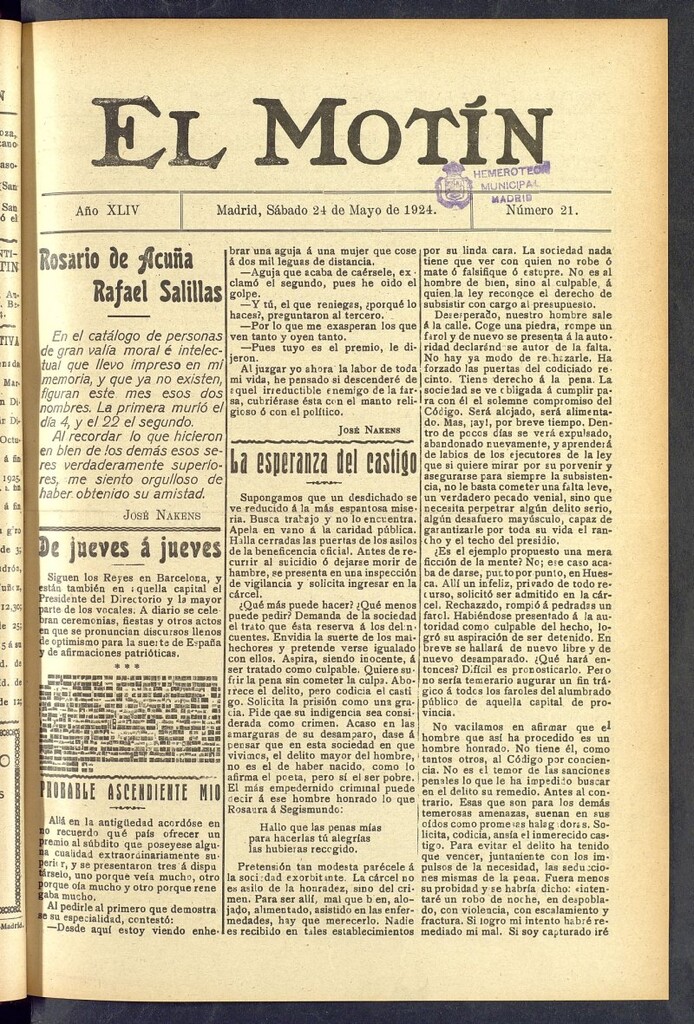 EL MOTÍN
HEMEROTECA
MUNICIPAL
MADRID
Año XLIV
Madrid, Sábado 24 de Mayo de 1924.
Número 21.
Rosario de Acuña
Rafael Salillas
En el catálogo de personas
de gran valía moral é intelec-
tual que llevo impreso en mi
memoria, y que ya no existen,
figuran este mes esos dos
nombres. La primera murió el
día 4, y el 22 el segundo.
Al recordar lo que hicieron
en bien de los demás esos se-
res verdaderamente superio-
res, me siento orgulloso de
haber obtenido su amistad.
JOSÉ NAKENS
De jueves á jueves
Siguen los Reyes en Barcelona, y
están también en aquella capital el
Presidente del Directorio y la mayor
parte de los vocales. A diario se cele-
bran ceremonias, fiestas y otros actos
en que se pronuncian discursos llenos
de optimismo para la suerte de España
y de afirmaciones patrióticas.
* * *
PROBABLE ASCENDIENTE MIO
Allá en la antigüedad acordóse en
no recuerdo qué país ofrecer un
premio al súbdito que poseyese algu-
na cualidad extraordinariamente su-
perior, y se presentaron tres á dispu
társelo, uno porque veía mucho, otro
porque oía mucho y otro porque rene
gaba mucho.
Al pedirle al primero que demostra
se su especialidad, contestó:
—Desde aquí estoy viendo enhe-
brar una aguja á una mujer que cose
á dos mil leguas de distancia.
—Aguja que acaba de caérsele, ex
clamó el segundo, pues he oído el
golpe.
—Y tú, el que reniegas, ¿porqué lo
haces?, preguntaron al tercero.
—Por lo que me exasperan los que
ven tanto y oyen tanto.
—Pues tuyo es el premio, le di-
jeron.
Al juzgar yo ahora la labor de toda
mi vida, he pensado si descenderé de
aquel irreductible enemigo de la far-
sa, cubriérase ésta con el manto reli-
gioso ó con el político.
JOSÉ NAKENS
La esperanza del castigo
Supongamos que un desdichado se
ve reducido á la más espantosa mise-
ria. Busca trabajo y no lo encuentra.
Apela en vano á la caridad pública.
Halla cerradas las puertas de los asilos
de la beneficencia oficial. Antes de re-
currir al suicidio ó dejarse morir de
hambre, se presenta en una inspección
de vigilancia y solicita ingresar en la
cárcel.
¿Qué más puede hacer? ¿Qué menos
puede pedir? Demanda de la sociedad
el trato que ésta reserva á los delin-
cuentes. Envidia la suerte de los mal-
hechores y pretende verse igualado
con ellos. Aspira, siendo inocente, á
ser tratado como culpable. Quiere su-
frir la pena sin cometer la culpa. Abo-
rrece el delito, pero codicia el casti
go. Solicita la prisión como una gra-
cia. Pide que su indigencia sea consi-
derada como crimen. Acaso en las
amarguras de su desamparo, dase á
pensar que en esta sociedad en que
vivimos, el delito mayor del hombre,
no es el de haber nacido, como lo
afirma el poeta, pero sí el ser pobre.
El más empedernido criminal puede
decir á ese hombre honrado lo que
Rosaura á Segismundo:
Hallo que las penas mías
para hacerlas tú alegrías
las hubieras recogido.
Pretensión tan modesta parécele á
la sociedad exorbitante. La cárcel no
es asilo de la honradez, sino del cri-
men. Para ser allí, mal que bien, alo-
jado, alimentado, asistido en las enfer-
medades, hay que merecerlo. Nadie
es recibido en tales establecimientos
por su linda cara. La sociedad nada
tiene que ver con quien no robe ó
mate ó falsifique ó estupre. No es al
hombre de bien, sino al culpable, á
quien la ley reconoce el derecho de
subsistir con cargo al presupuesto.
Desesperado, nuestro hombre sale
á la calle. Coge una piedra, rompe un
farol y de nuevo se presenta á la auto-
ridad declarándose autor de la falta.
No hay ya modo de rechazarle. Ha
forzado las puertas del codiciado re-
cinto. Tiene derecho á la pena. La
sociedad se ve obligada á cumplir pa-
ra con él el solemne compromiso del
Código. Será alojado, será alimenta-
do. Mas, ¡ay!, por breve tiempo. Den-
tro de pocos días se verá expulsado,
abandonado nuevamente, y aprenderá
de labios de los ejecutores de la ley
que si quiere mirar por su porvenir y
asegurarse para siempre la subsisten-
cia, no le basta cometer una falta leve,
un verdadero pecado venial, sino que
necesita perpetrar algún delito serio,
algún desafuero mayúsculo, capaz de
garantizarle por toda su vida el ran-
cho y el techo del presidio.
¿Es el ejemplo propuesto una mera
ficción de la mente? No; ese caso aca-
ba de darse, punto por punto, en Hues-
ca. Allí un infeliz, privado de todo re-
curso, solicitó ser admitido en la cár-
cel. Rechazado, rompió á pedradas un
farol. Habiéndose presentado á la au-
toridad como culpable del hecho, lo-
gró su aspiración de ser detenido. En
breve se hallará de nuevo libre y de
nuevo desamparado. ¿Qué hará en-
tonces? Difícil es pronosticarlo. Pero
no sería temerario augurar un fin trá-
gico á todos los faroles del alumbrado
público de aquella capital de pro-
vincia.
No vacilamos en afirmar que el
hombre que así ha procedido es un
hombre honrado. No tiene él, como
tantos otros, al Código por concien-
cia. No es el temor de las sanciones
penales lo que le ha impedido buscar
en el delito su remedio. Antes al con-
trario. Esas que son para los demás
temerosas amenazas, suenan en sus
oídos como promesas halagadoras. So-
licita, codicia, ansía el inmerecido cas-
tigo. Para evitar el delito ha tenido
que vencer, juntamente con los im-
pulsos de la necesidad, las seduccio-
nes mismas de la pena. Fuera menos
su probidad y se habría dicho: «inten-
taré un robo de noche, en despobla-
do, con violencia, con escalamiento y
fractura. Si logro mi intento habré re-
mediado mi mal. Si soy capturado iré